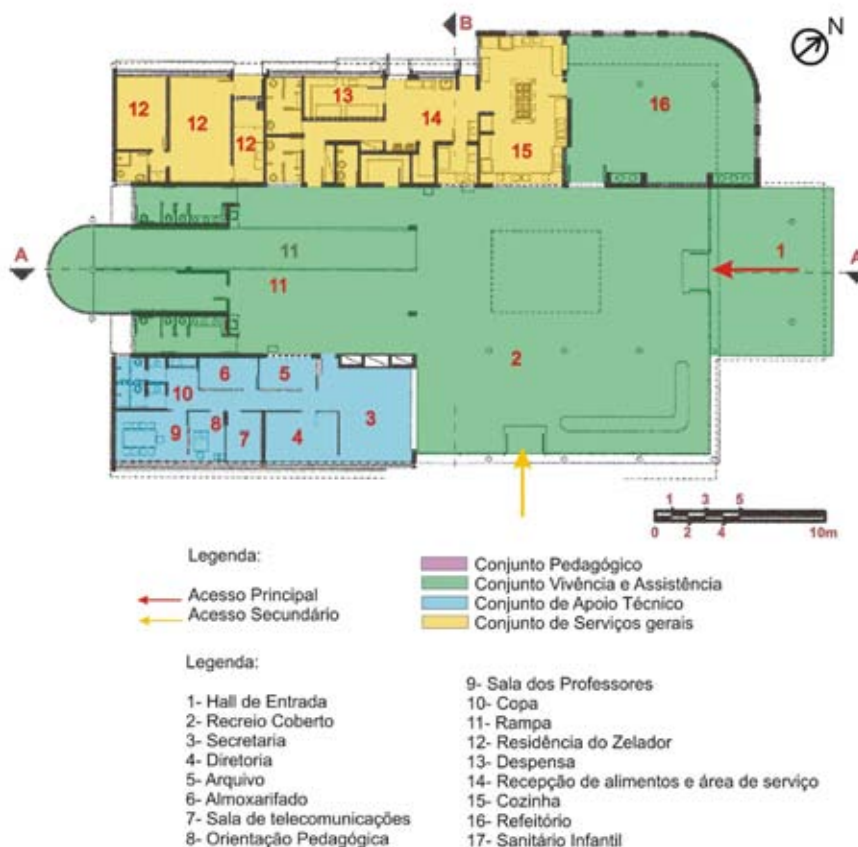 B
N
12
12
12
13
14
15
16
A
11
11
1
A
2
10
6
5
3
9
8
7
4
1 3 5
0 2 4 10m
Legenda:
Acesso Principal
Acesso Secundário
Conjunto Pedagógico
Conjunto Vivência e Assistência
Conjunto de Apoio Técnico
Conjunto de Serviços gerais
Legenda:
1- Hall de Entrada
2- Recreio Coberto
3- Secretaria
4- Diretoria
5- Arquivo
6- Almoxarifado
7- Sala de telecomunicações
8- Orientação Pedagógica
9- Sala dos Professores
10- Copa
11- Rampa
12- Residência do Zelador
13- Despensa
14- Recepção de alimentos e área de serviço
15- Cozinha
16- Refeitório
17- Sanitário Infantil